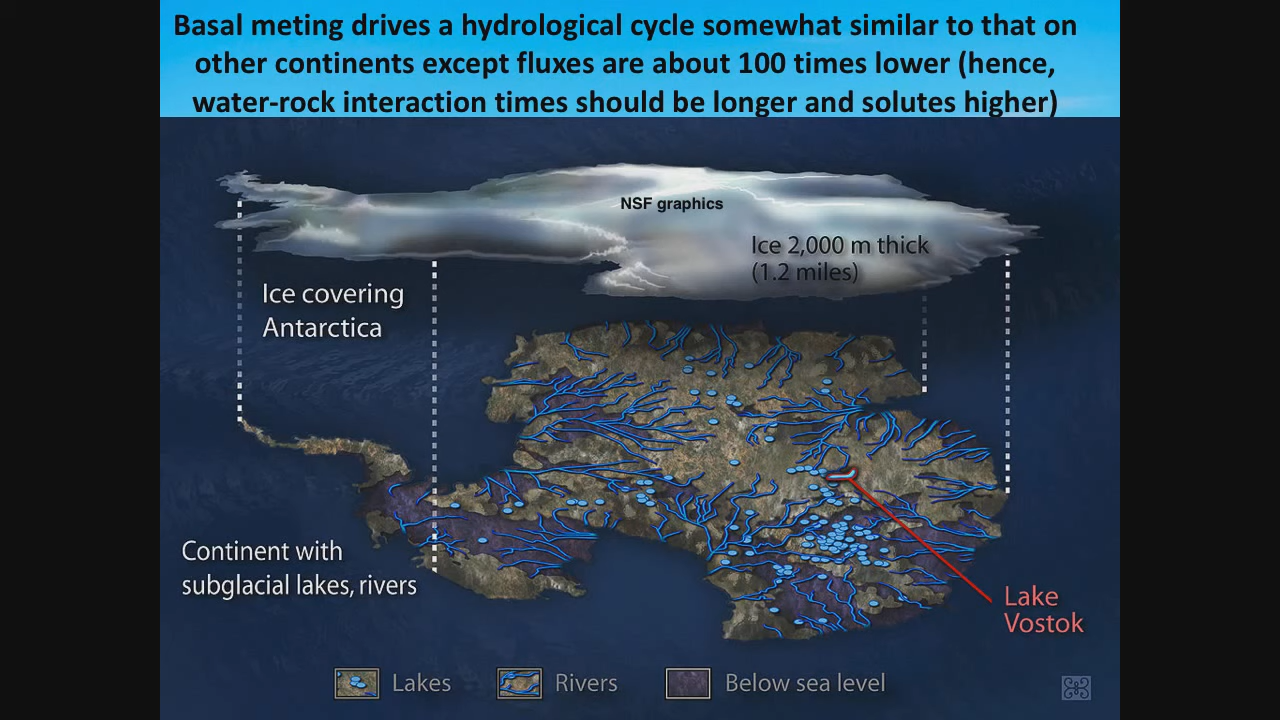 Basal meting drives a hydrological cycle somewhat similar to that on
other continents except fluxes are about 100 times lower (hence,
water-rock interaction times should be longer and solutes higher)
NSF graphics
Ice 2,000 m thick
(1.2 miles)
Ice covering
Antarctica
Continent with
subglacial lakes, rivers
Lake
Vostok
Lakes
Rivers
Below sea level